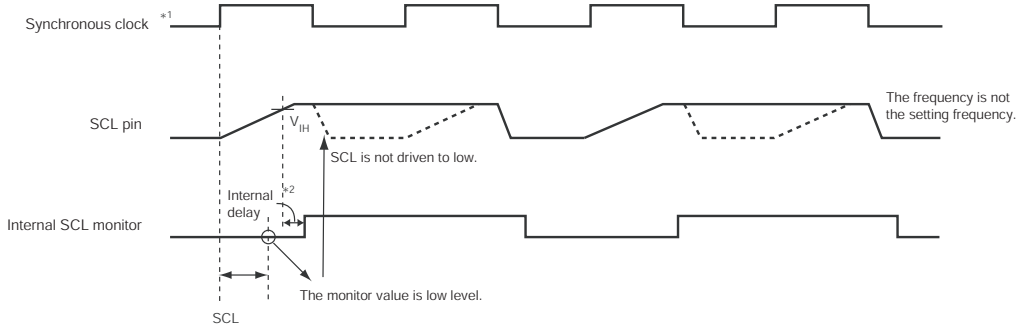 Synchronous clock *1
SCL pin
VIH
The frequency is not
the setting frequency.
SCL is not driven to low.
Internal *2
delay
Internal SCL monitor
The monitor value is low level.
SCL